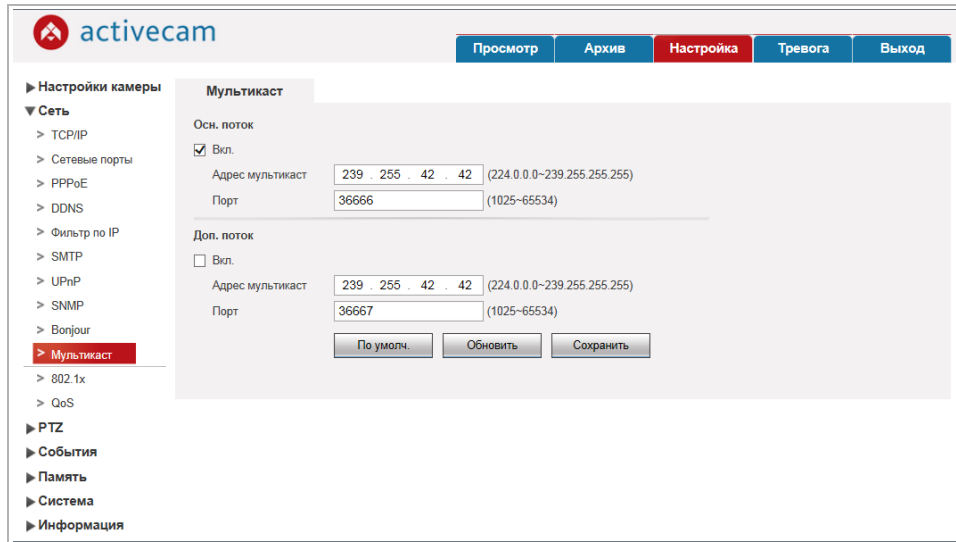 activecam
Просмотр Архив Настройка Тревога Выход
Настройки камеры
Сеть
> TCP/IP
> Сетевые порты
> PPPoE
> DDNS
> Фильтр по IP
> SMTP
> UPnP
> SNMP
> Bonjour
> Мультикаст
> 802.1x
> QoS
PTZ
События
Память
Система
Информация
Мультикаст
Осн. поток
Вкл.
Адрес мультикаст 239 . 255 . 42 . 42 (224.0.0.0~239.255.255.255)
Порт 36666 (1025~65534)
Доп. поток
Вкл.
Адрес мультикаст 239 . 255 . 42 . 42 (224.0.0.0~239.255.255.255)
Порт 36667 (1025~65534)
По умолч. Обновить Сохранить